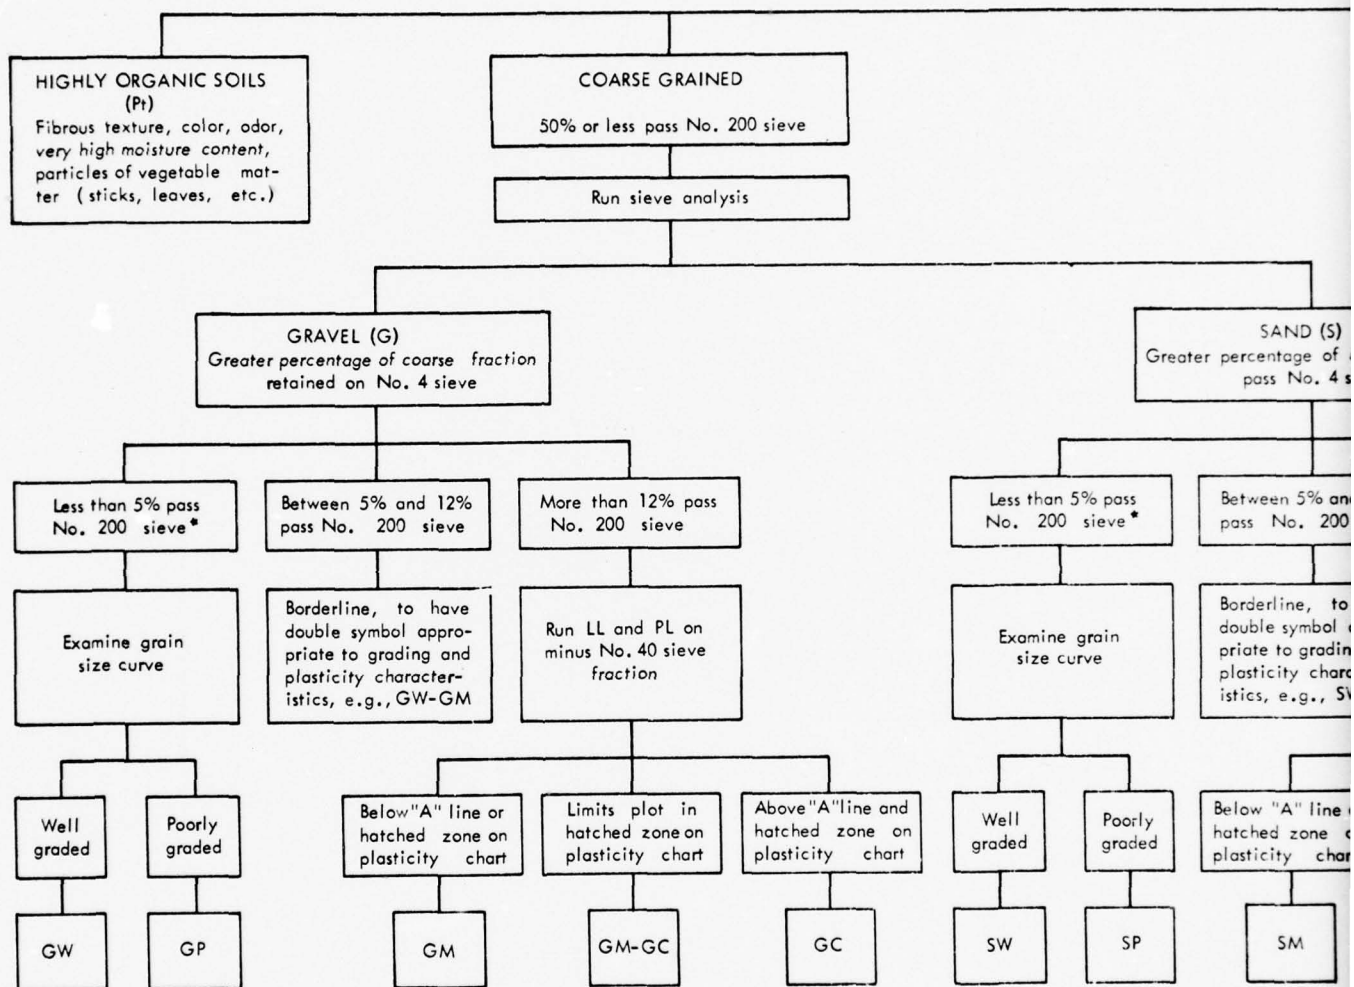 HIGHLY ORGANIC SOILS
(Pt)
Fibrous texture, color, odor,
very high moisture content,
particles of vegetable mat-
ter (sticks, leaves, etc.)
COARSE GRAINED
50% or less pass No. 200 sieve
Run sieve analysis
GRAVEL (G)
Greater percentage of coarse fraction
retained on No. 4 sieve
SAND (S)
Greater percentage of
pass No. 4
Less than 5% pass
No. 200 sieve*
Between 5% and 12%
pass No. 200 sieve
More than 12% pass
No. 200 sieve
Less than 5% pass
No. 200 sieve*
Between 5% and
pass No. 200
Examine grain
size curve
Borderline, to have
double symbol appro-
priate to grading and
plasticity character-
istics, e.g., GW-GM
Run LL and PL on
minus No. 40 sieve
fraction
Examine grain
size curve
Borderline, to
double symbol
priate to
plasticity
istics, e.g.,
Well
graded
Poorly
graded
Below "A" line or
hatched zone on
plasticity chart
Limits plot in
hatched zone on
plasticity chart
Above "A" line and
hatched zone on
plasticity chart
Well
graded
Poorly
graded
Below "A" line
hatched zone
plasticity
GW
GP
GM
GM-GC
GC
SW
SP
SM